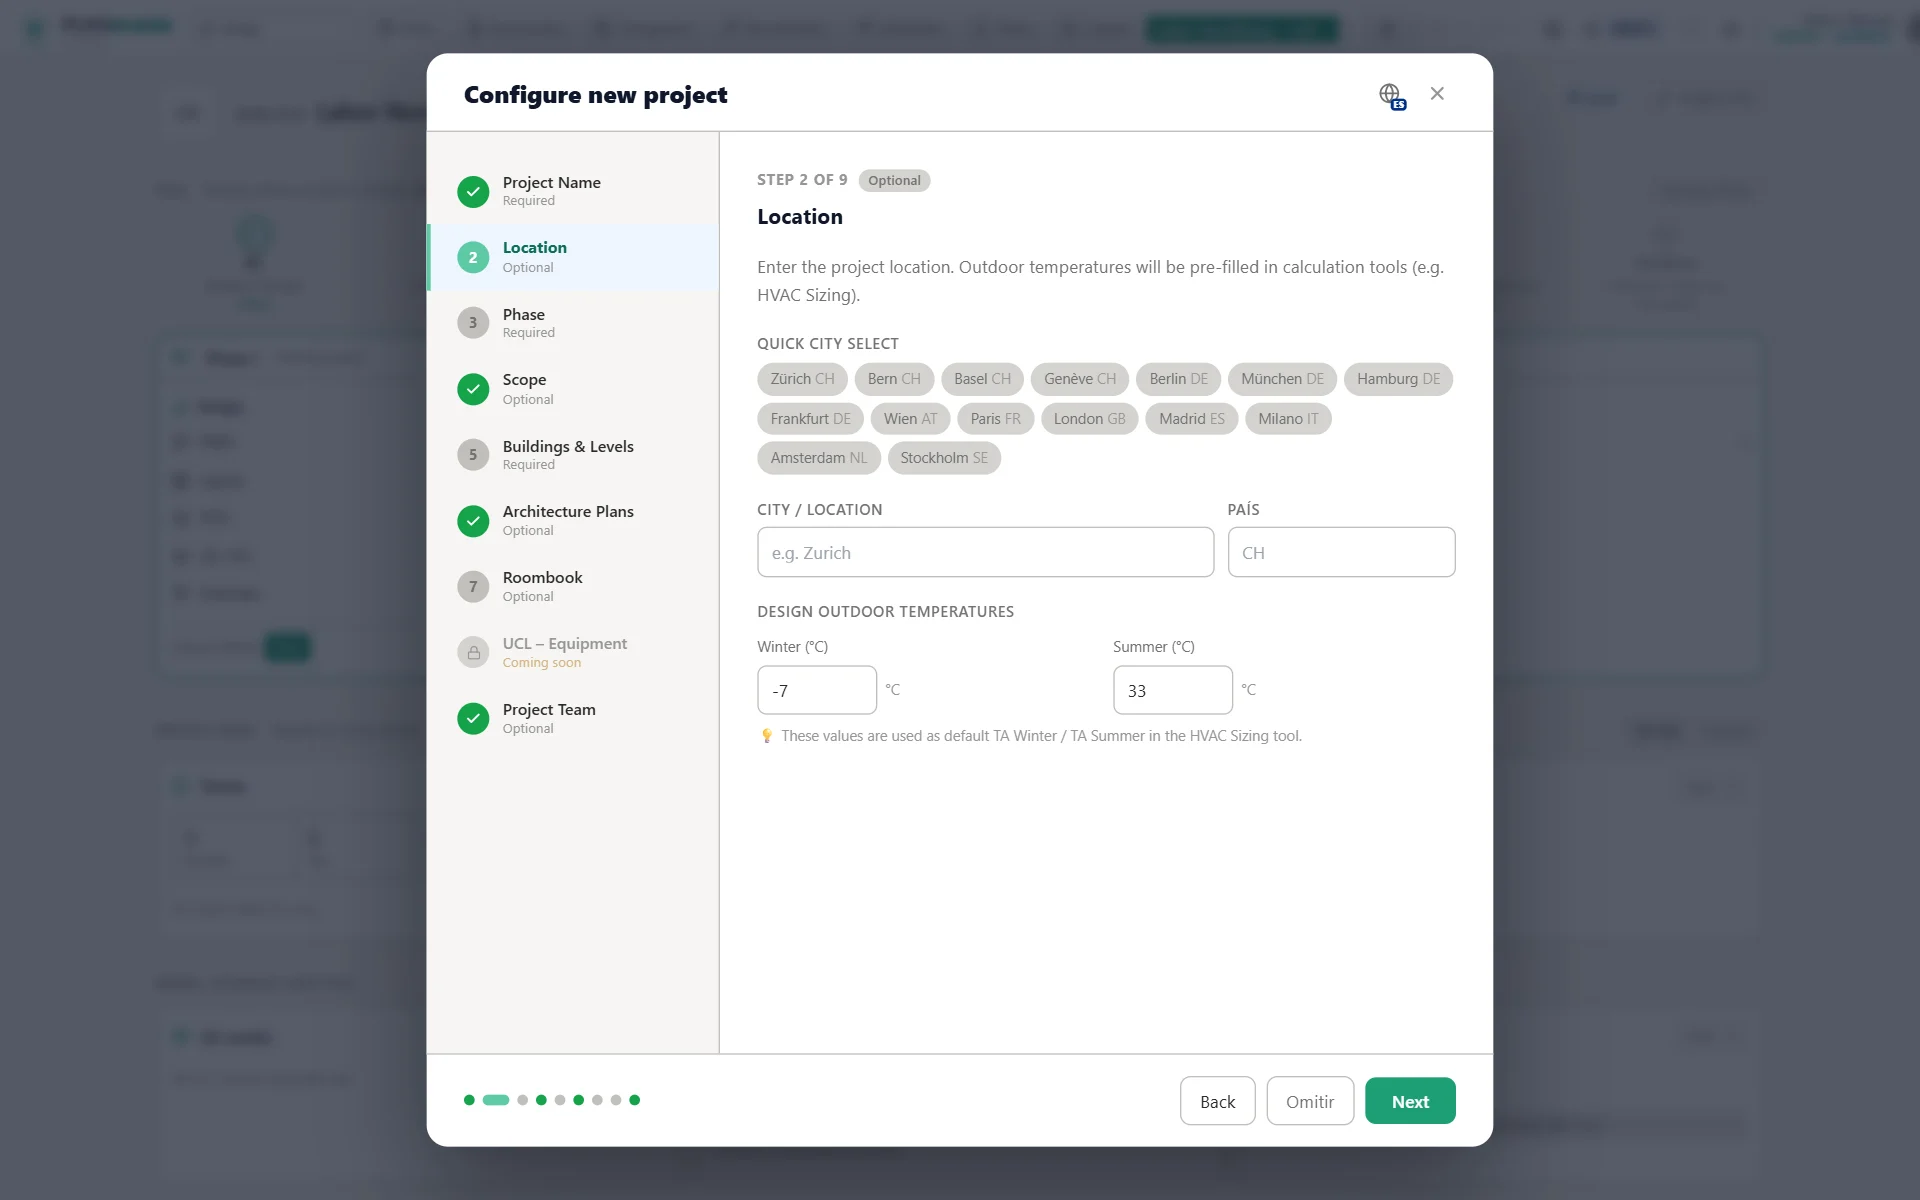 Configure new project
ES
Project Name
Required
2
Location
Optional
3
Phase
Required
Scope
Optional
5
Buildings & Levels
Required
Architecture Plans
Optional
7
Roombook
Optional
UCL – Equipment
Coming soon
Project Team
Optional
STEP 2 OF 9 Optional
Location
Enter the project location. Outdoor temperatures will be pre-filled in calculation tools (e.g.
HVAC Sizing).
QUICK CITY SELECT
Zürich CH Bern CH Basel CH Genève CH Berlin DE München DE Hamburg DE
Frankfurt DE Wien AT Paris FR London GB Madrid ES Milano IT
Amsterdam NL Stockholm SE
CITY / LOCATION PAÍS
e.g. Zurich CH
DESIGN OUTDOOR TEMPERATURES
Winter (°C) Summer (°C)
-7 °C 33 °C
These values are used as default TA Winter / TA Summer in the HVAC Sizing tool.
Back Omitir Next